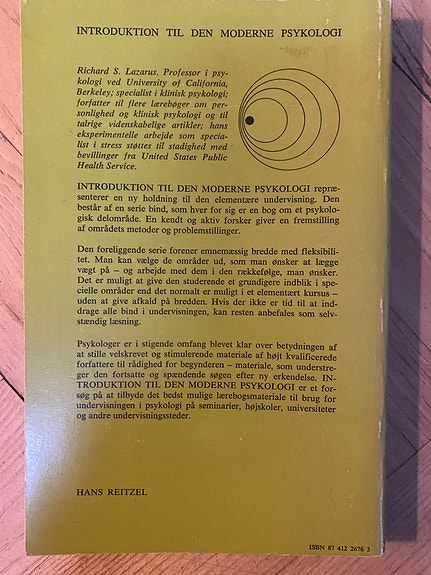 INTRODUKTION TIL DEN MODERNE PSYKOLOGI
Richard S. Lazarus. Professor i psy-
kologi ved University of California,
Berkeley; specialist i klinisk psykologi;
forfatter til flere lærebøger om per-
sonlighed og klinisk psykologi og til
talrige videnskabelige artikler; hans
eksperimentelle arbejde som specia-
list i stress støttes til stadighed med
bevillinger fra United States Public
Health Service.
INTRODUKTION TIL DEN MODERNE PSYKOLOGI repræ-
senterer en ny holdning til den elementære undervisning. Den
består af en serie bind, som hver for sig er en bog om et psykolo-
gisk delområde. En kendt og aktiv forsker giver en fremstilling
af områdets metoder og problemstillinger.
Den foreliggende serie forener emnemæssig bredde med fleksibili-
tet. Man kan vælge de områder ud, som man ønsker at lægge
vægt på – og arbejde med dem i den rækkefølge, man ønsker.
Det er muligt at give den studerende et grundigere indblik i spe-
cielle områder end det normalt er muligt i et elementært kursus –
uden at give afkald på bredden. Hvis der ikke er tid til at ind-
drage alle bind i undervisningen, kan resten anbefales som selv-
stændig læsning.
Psykologer er i stigende omfang blevet klar over betydningen af
at stille velskrevet og stimulerende materiale af højt kvalificerede
forfattere til rådighed for begynderen – materiale, som understre-
ger den fortsatte og spændende søgen efter ny erkendelse. IN-
TRODUKTION TIL DEN MODERNE PSYKOLOGI er et for-
søg på at tilbyde det bedst mulige lærebogsmateriale til brug for
undervisningen i psykologi på seminarier, højskoler, universiteter
og andre undervisningssteder.
HANS REITZEL
ISBN 87 412 2676 3